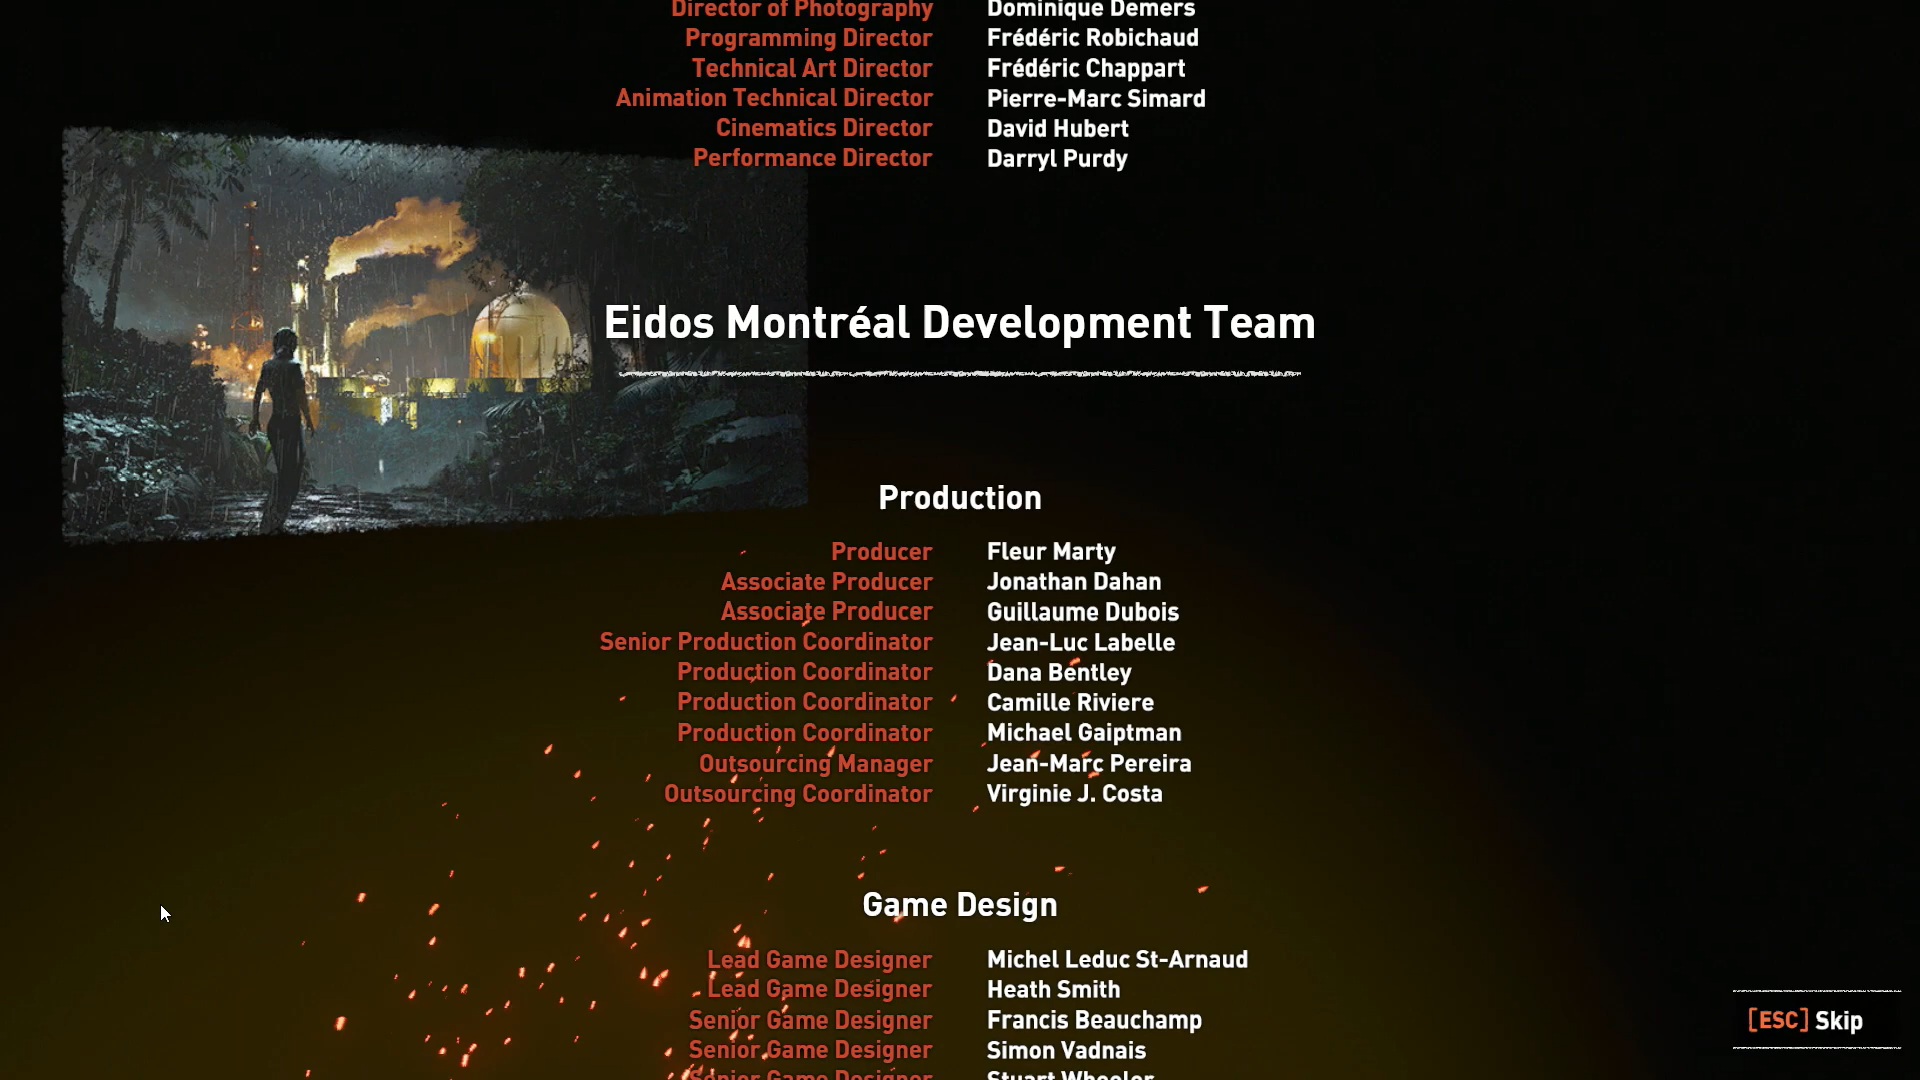 Director of Photography Dominique Demers
Programming Director Frédéric Robichaud
Technical Art Director Frédéric Chappart
Animation Technical Director Pierre-Marc Simard
Cinematics Director David Hubert
Performance Director Darryl Purdy
Eidos Montréal Development Team
Production
Producer Fleur Marty
Associate Producer Jonathan Dahan
Associate Producer Guillaume Dubois
Senior Production Coordinator Jean-Luc Labelle
Production Coordinator Dana Bentley
Production Coordinator Camille Riviere
Production Coordinator Michael Gaiptman
Outsourcing Manager Jean-Marc Pereira
Outsourcing Coordinator Virginie J. Costa
Game Design
Lead Game Designer Michel Leduc St-Arnaud
Lead Game Designer Heath Smith
Senior Game Designer Francis Beauchamp
[ESC] Skip
Senior Game Designer Simon Vadnais
Senior Game Designer Stuart Wheeler